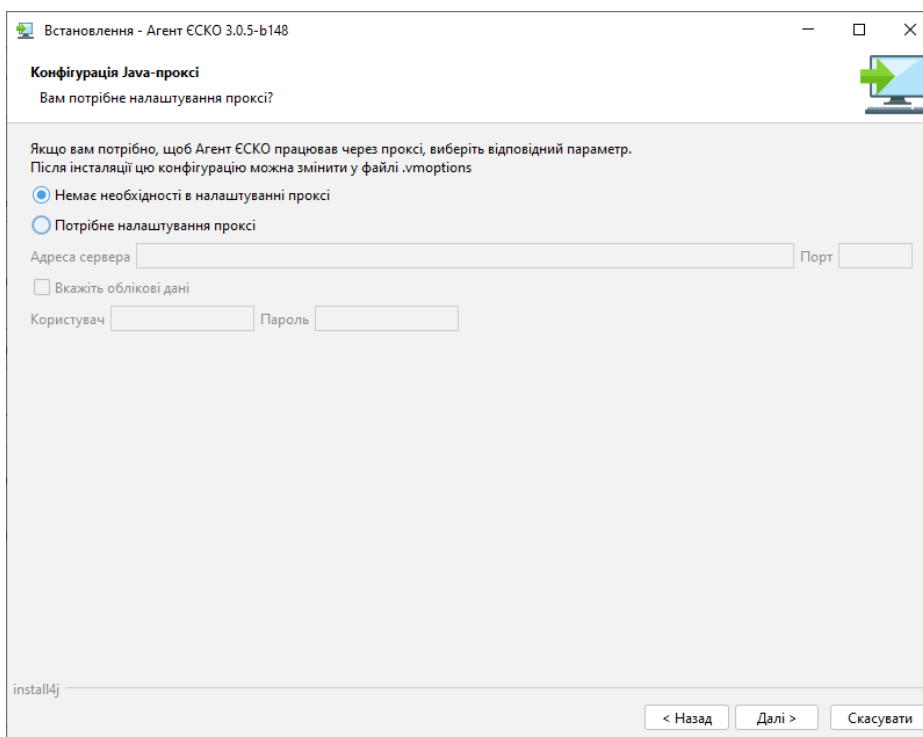 Встановлення - Агент ЄСКО 3.0.5-b148
Конфігурація Java-проксі
Вам потрібне налаштування проксі?
Якщо вам потрібно, щоб Агент ЄСКО працював через проксі, виберіть відповідний параметр.
Після інсталяції цю конфігурацію можна змінити у файлі .vmoptions
Немає необхідності в налаштуванні проксі
Потрібне налаштування проксі
Адреса сервера Порт
Вкажіть облікові дані
Користувач Пароль
install4j
< Назад Далі > Скасувати